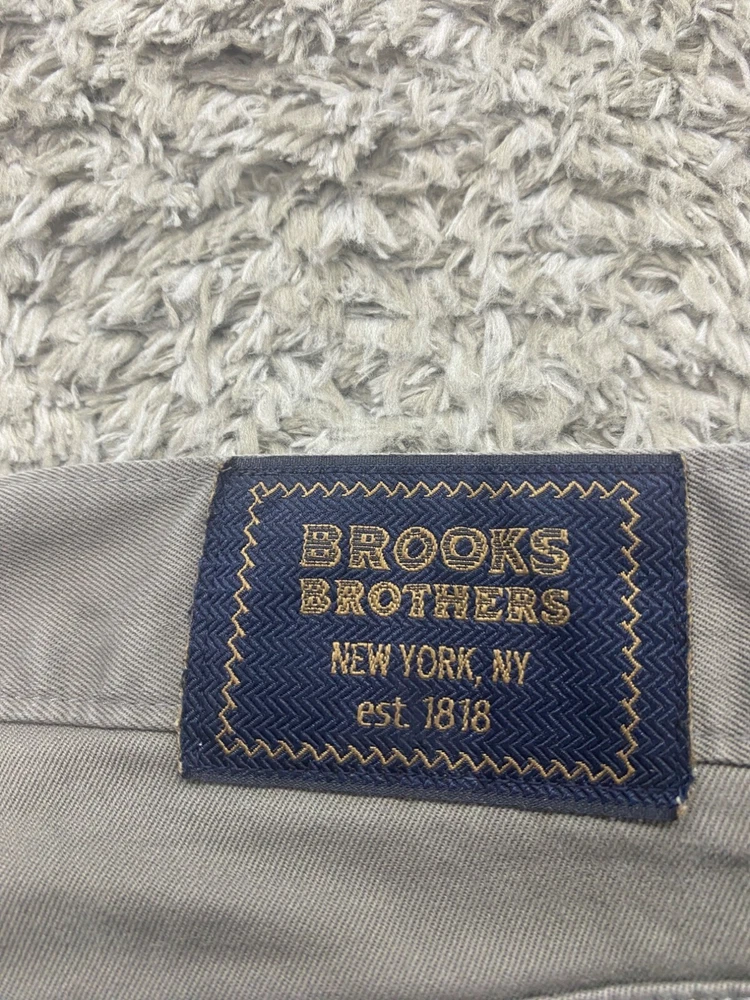 BROOKS
BROTHERS
NEW YORK, NY
est. 1818